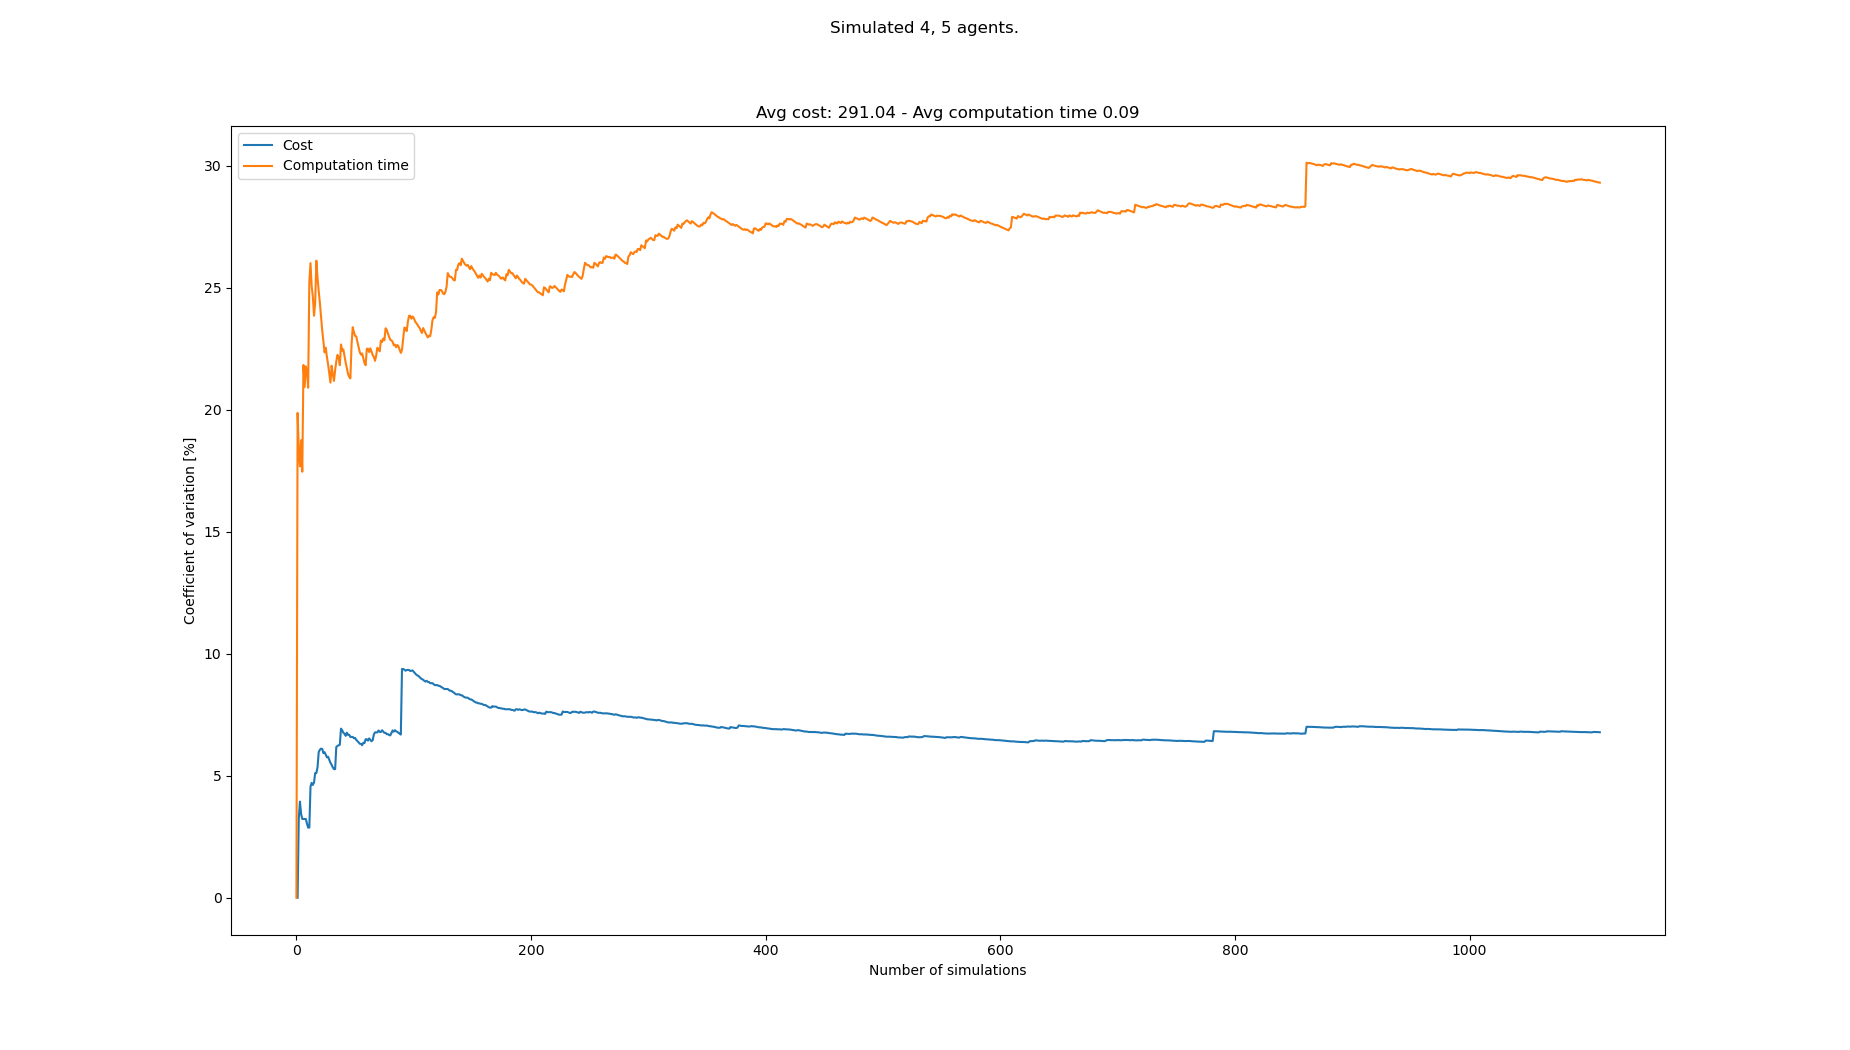 Simulated 4, 5 agents.
Avg cost: 291.04 - Avg computation time 0.09
Cost
Computation time
30
25
20
15
10
5
0
Coefficient of variation [%]
0 200 400 600 800 1000
Number of simulations